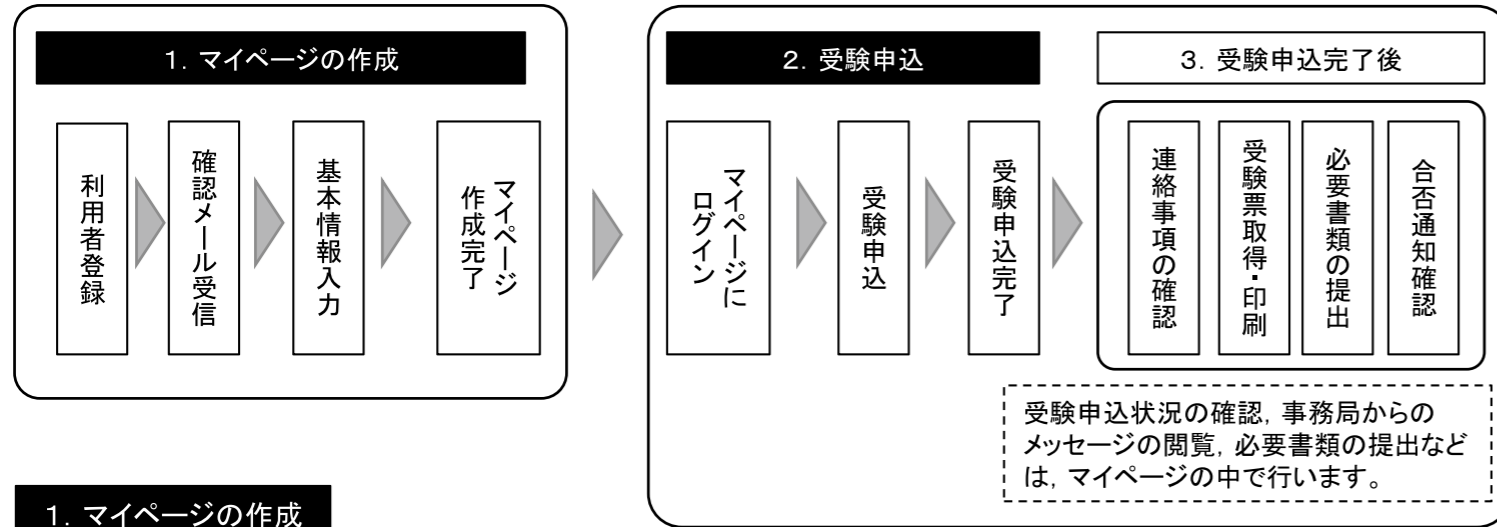 1．マイページの作成
利用者登録
確認メール受信
基本情報入力
マイページ
作成完了
2．受験申込
マイページに
ログイン
受験申込
受験申込完了
3．受験申込完了後
連絡事項の確認
受験票取得・印刷
必要書類の提出
合否通知確認
受験申込状況の確認，事務局からの
メッセージの閲覧，必要書類の提出など
は，マイページの中で行います。
1．マイページの作成